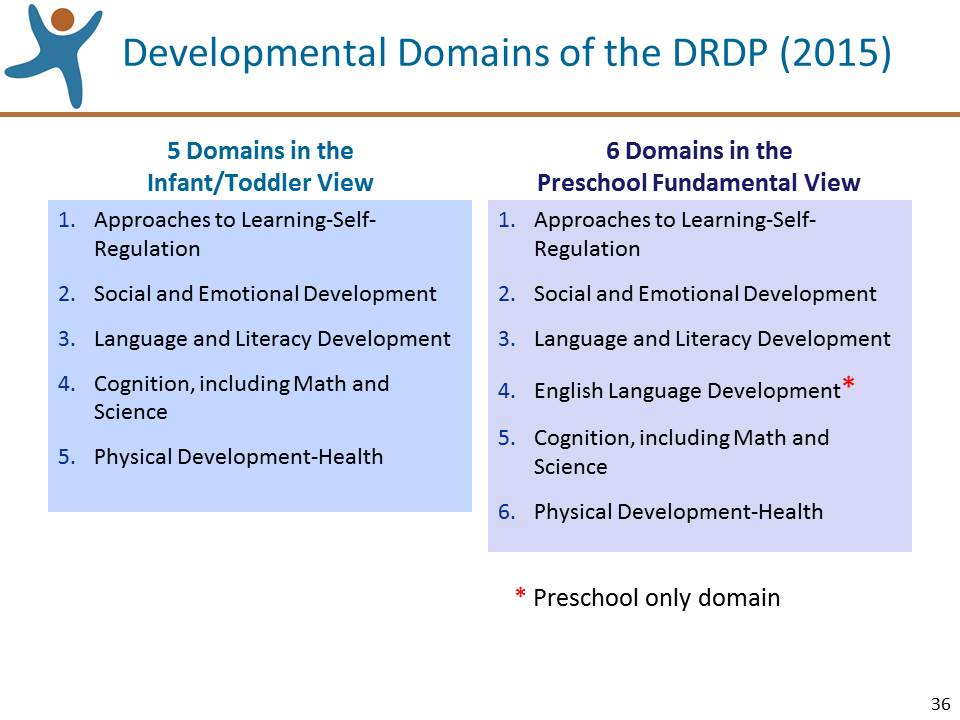 Developmental Domains of the DRDP (2015)
5 Domains in the
Infant/Toddler View
1. Approaches to Learning-Self-
Regulation
2. Social and Emotional Development
3. Language and Literacy Development
4. Cognition, including Math and
Science
5. Physical Development-Health
6 Domains in the
Preschool Fundamental View
1. Approaches to Learning-Self-
Regulation
2. Social and Emotional Development
3. Language and Literacy Development
4. English Language Development*
5. Cognition, including Math and
Science
6. Physical Development-Health
* Preschool only domain
36